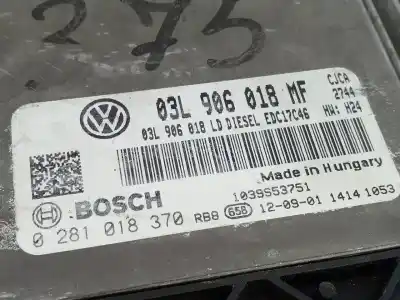 275
03L 906 018 MF
CJCA
03L 906 018 LD DIESEL EDC17C46
2744
HW: H24
Made in Hungary
BOSCH
1039S53751
0 281 018 370 RB8 658 12-09-01 1414 1053